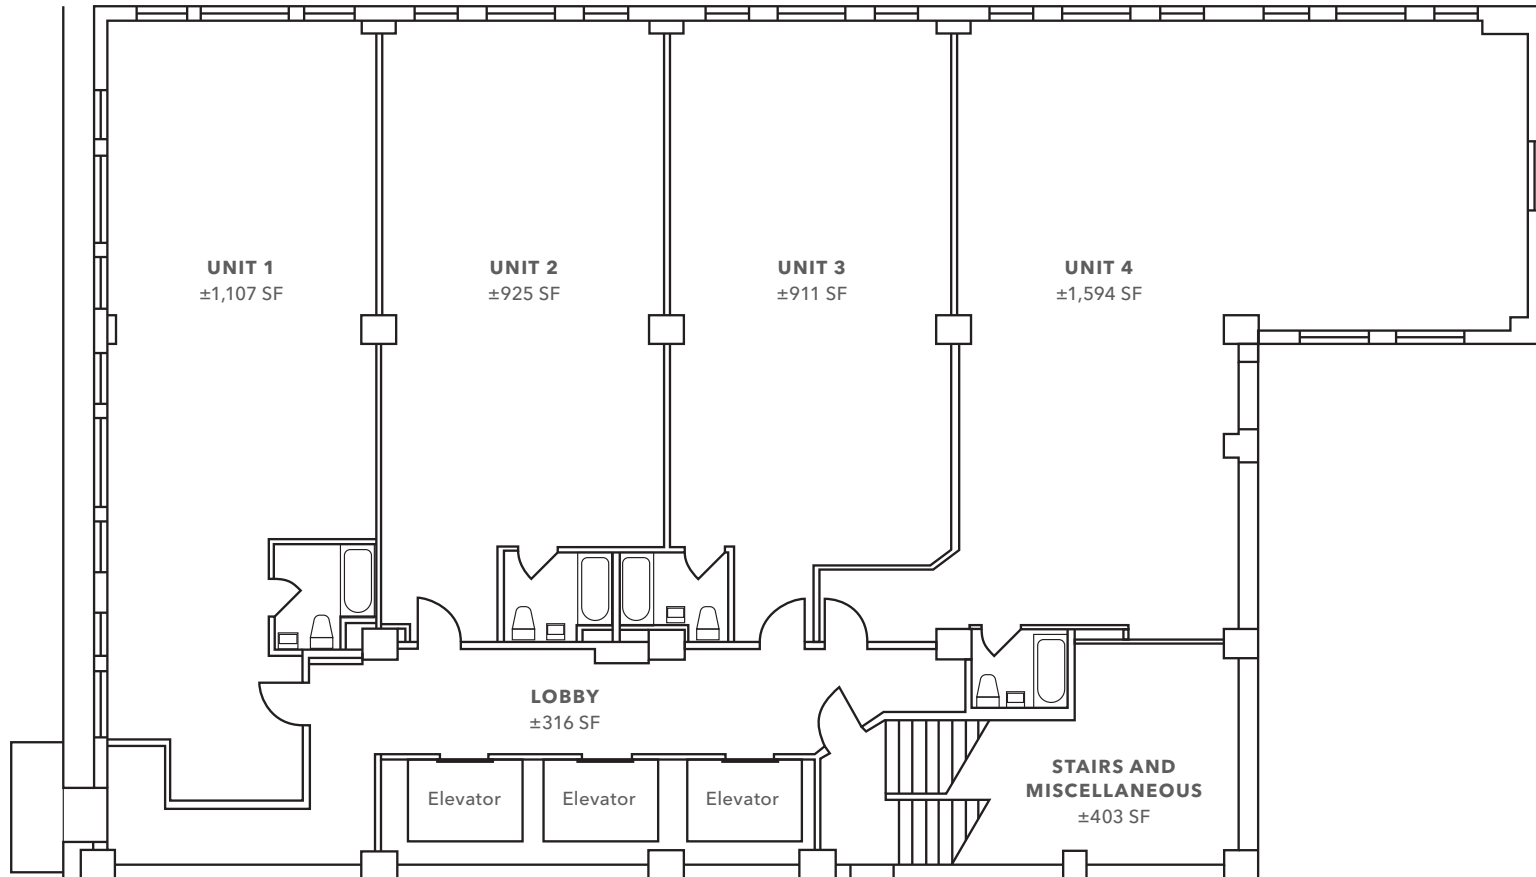 UNIT 1
±1,107 SF
UNIT 2
±925 SF
UNIT 3
±911 SF
UNIT 4
±1,594 SF
LOBBY
±316 SF
Elevator
Elevator
Elevator
STAIRS AND
MISCELLANEOUS
±403 SF